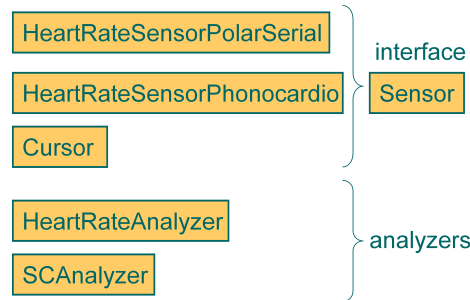 HeartRateSensorPolarSerial
interface
HeartRateSensorPhonocardio
Sensor
Cursor
HeartRateAnalyzer
analyzers
SCAnalyzer